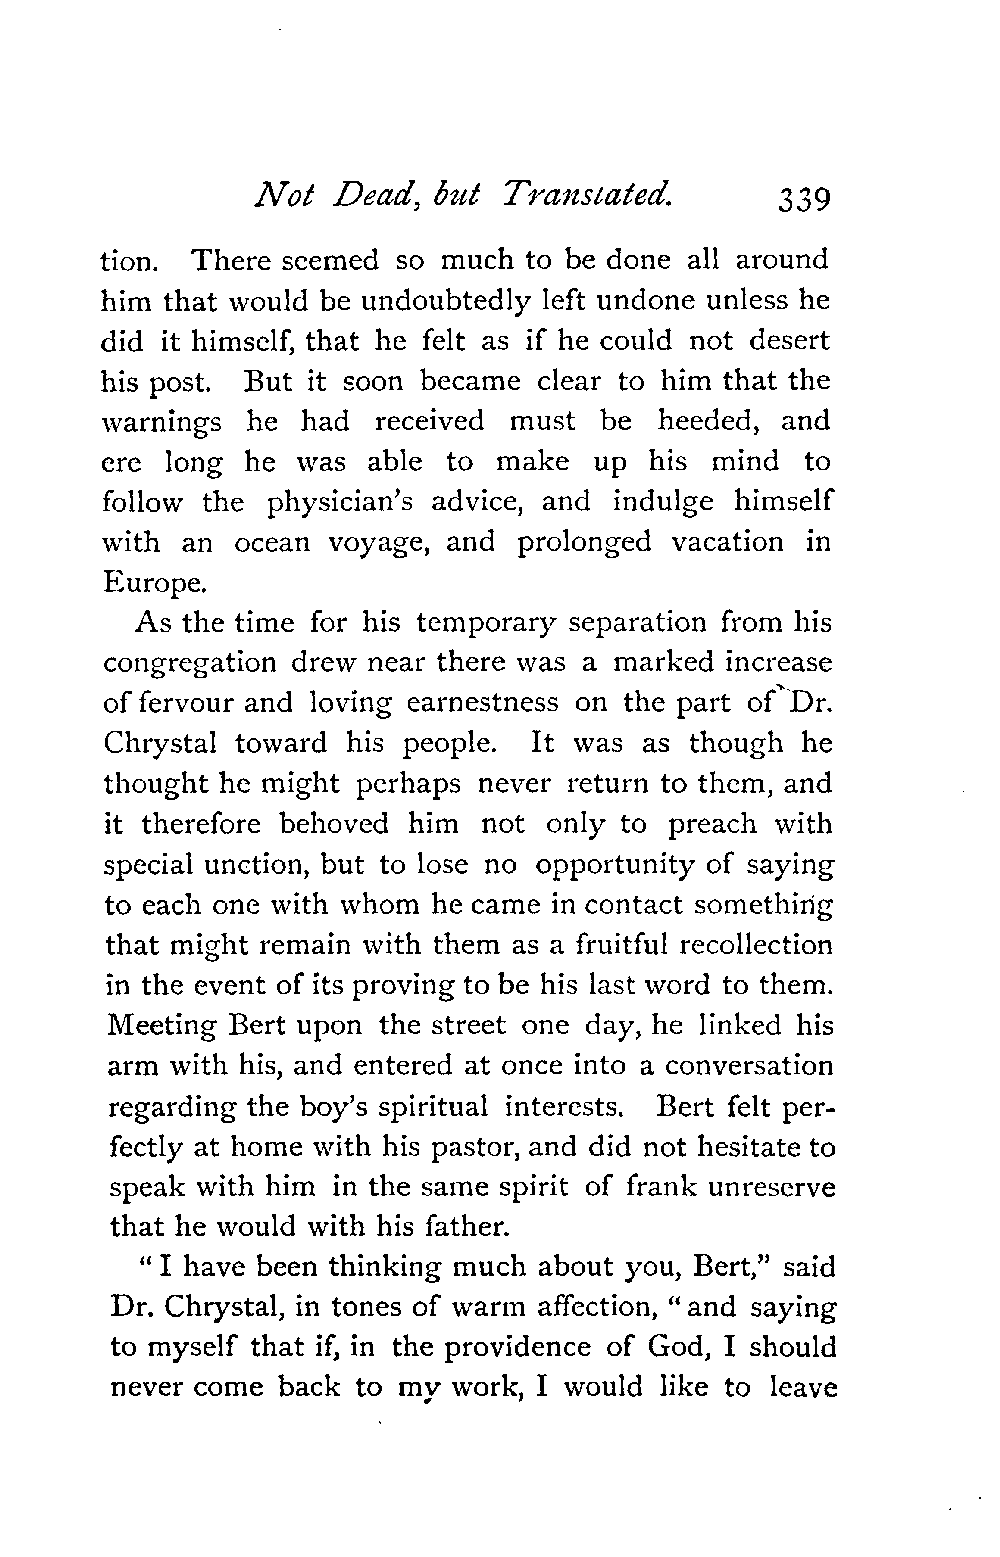 Not Dead, but Translated. 339
tion. There seemed so much to be done all around
him that would be undoubtedly left undone unless he
did it himself, that he felt as if he could not desert
his post. But it soon became clear to him that the
warnings he had received must be heeded, and
ere long he was able to make up his mind to
follow the physician's advice, and indulge himself
with an ocean voyage, and prolonged vacation in
Europe.
As the time for his temporary separation from his
congregation drew near there was a marked increase
of fervour and loving earnestness on the part of Dr.
Chrystal toward his people. It was as though he
thought he might perhaps never return to them, and
it therefore behoved him not only to preach with
special unction, but to lose no opportunity of saying
to each one with whom he came in contact something
that might remain with them as a fruitful recollection
in the event of its proving to be his last word to them.
Meeting Bert upon the street one day, he linked his
arm with his, and entered at once into a conversation
regarding the boy's spiritual interests. Bert felt per-
fectly at home with his pastor, and did not hesitate to
speak with him in the same spirit of frank unreserve
that he would with his father.
“ I have been thinking much about you, Bert,” said
Dr. Chrystal, in tones of warm affection, “ and saying
to myself that if, in the providence of God, I should
never come back to my work, I would like to leave